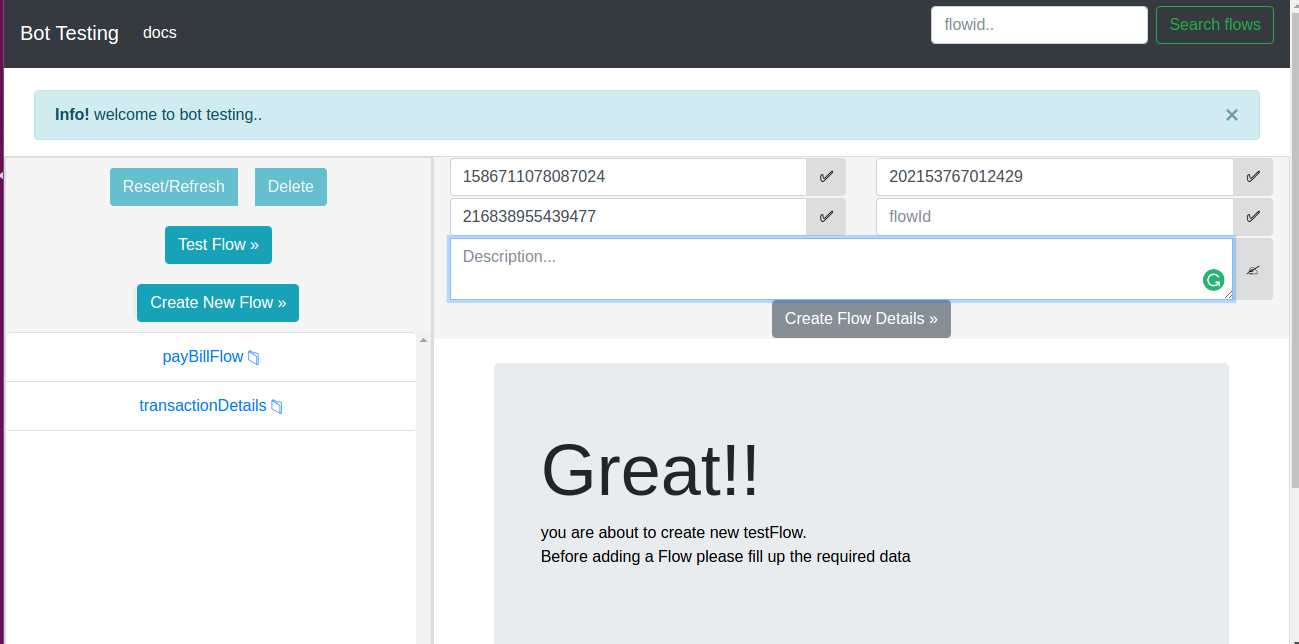 Bot Testing docs flowid.. Search flows
Info! welcome to bot testing.. ×
Reset/Refresh Delete
Test Flow »
Create New Flow »
payBillFlow
transactionDetails
1586711078087024 202153767012429
216838955439477 flowId
Description...
Create Flow Details »
Great!!
you are about to create new testFlow.
Before adding a Flow please fill up the required data